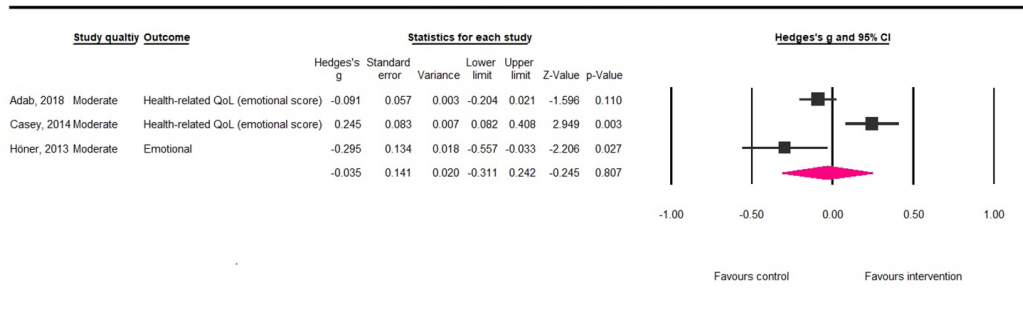 Study qualtiy Outcome Statistics for each study Hedges's g and 95% CI
Hedges's Standard Lower Upper
g error Variance limit limit Z-Value p-Value
Adab, 2018 Moderate Health-related QoL (emotional score) -0.091 0.057 0.003 -0.204 0.021 -1.596 0.110
Casey, 2014 Moderate Health-related QoL (emotional score) 0.245 0.083 0.007 0.082 0.408 2.949 0.003
Höner, 2013 Moderate Emotional -0.295 0.134 0.018 -0.557 -0.033 -2.206 0.027
-0.035 0.141 0.020 -0.311 0.242 -0.245 0.807
-1.00 -0.50 0.00 0.50 1.00
Favours control Favours intervention